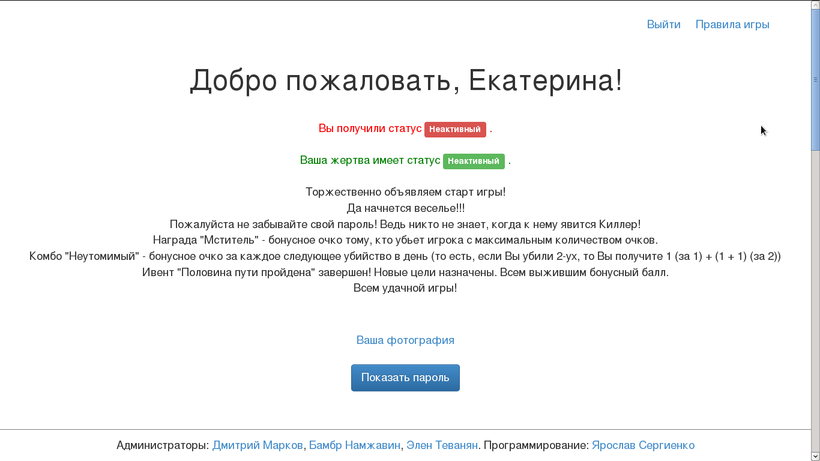 Выйти Правила игры
Добро пожаловать, Екатерина!
Вы получили статус Неактивный .
Ваша жертва имеет статус Неактивный .
Торжественно объявляем старт игры!
Да начнется веселье!!!
Пожалуйста не забывайте свой пароль! Ведь никто не знает, когда к нему явится Киллер!
Награда "Мститель" - бонусное очко тому, кто убьет игрока с максимальным количеством очков.
Комбо "Неутомимый" - бонусное очко за каждое следующее убийство в день (то есть, если Вы убили 2-ух, то Вы получите 1 (за 1) + (1 + 1) (за 2))
Ивент "Половина пути пройдена" завершен! Новые цели назначены. Всем выжившим бонусный балл.
Всем удачной игры!
Ваша фотография
Показать пароль
Администраторы: Дмитрий Марков, Бамбр Намжавин, Элен Теванян. Программирование: Ярослав Сергиенко